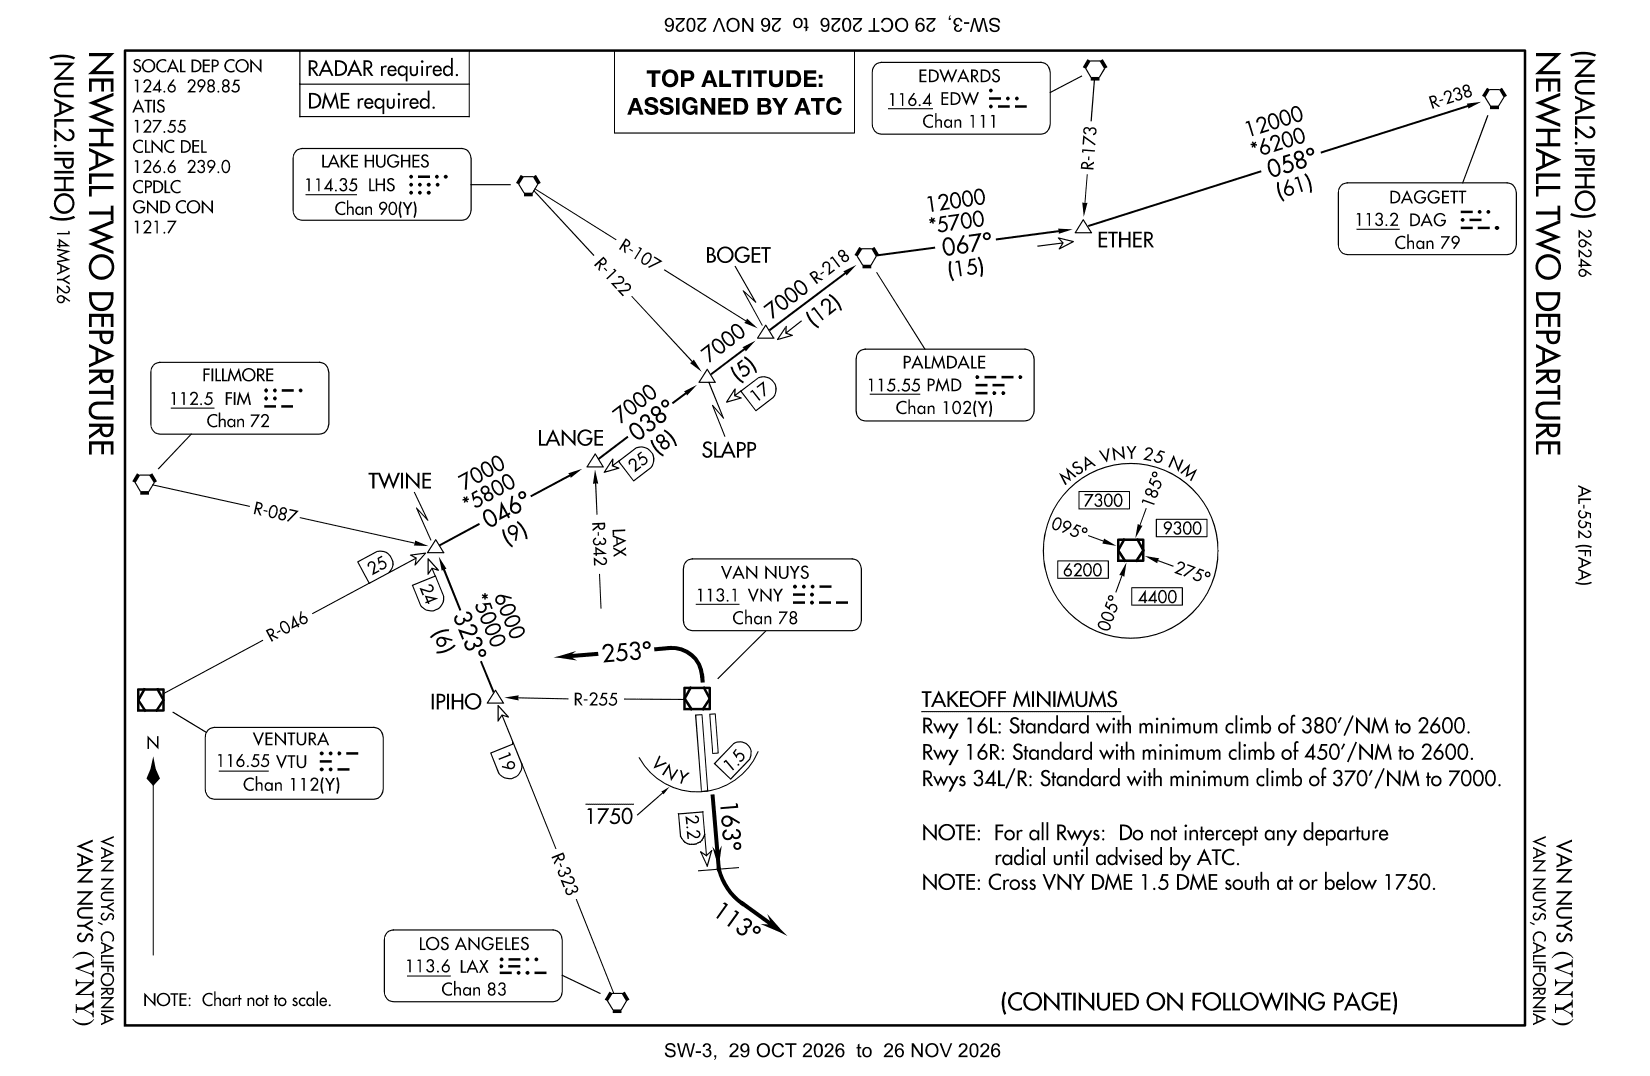 SW-3, 29 OCT 2026 to 26 NOV 2026
NEWHALL TWO DEPARTURE
(NUAL2.IPIHO) 14MAY26
VAN NUYS, CALIFORNIA
VAN NUYS (VNY)
SOCAL DEP CON
124.6 298.85
ATIS
127.55
CLNC DEL
126.6 239.0
CPDLC
GND CON
121.7
RADAR required.
DME required.
TOP ALTITUDE:
ASSIGNED BY ATC
EDWARDS
116.4 EDW
Chan 111
R-173
LAKE HUGHES
114.35 LHS
Chan 90(Y)
R-107
R-122
BOGET
7000 R-218
(12)
12000
*5700
067°
(15)
ETHER
12000
*6200
058°
(61)
R-238
DAGGETT
113.2 DAG
Chan 79
PALMDALE
115.55 PMD
Chan 102(Y)
7000
(5)
17
SLAPP
7000
038°
(8)
25
LANGE
LAX
R-342
FILLMORE
112.5 FIM
Chan 72
R-087
TWINE
7000
*5800
046°
(9)
25
24
R-046
6000
*5000
323°
(6)
IPIHO
R-255
253°
VAN NUYS
113.1 VNY
Chan 78
VENTURA
116.55 VTU
Chan 112(Y)
N
19
R-323
VNY
1.5
1750
2.2
163°
113°
LOS ANGELES
113.6 LAX
Chan 83
NOTE: Chart not to scale.
MSA VNY 25 NM
7300
185°
095°
9300
6200
275°
005°
4400
TAKEOFF MINIMUMS
Rwy 16L: Standard with minimum climb of 380'/NM to 2600.
Rwy 16R: Standard with minimum climb of 450'/NM to 2600.
Rwys 34L/R: Standard with minimum climb of 370'/NM to 7000.
NOTE: For all Rwys: Do not intercept any departure
radial until advised by ATC.
NOTE: Cross VNY DME 1.5 DME south at or below 1750.
(CONTINUED ON FOLLOWING PAGE)
(NUAL2.IPIHO) 26246
NEWHALL TWO DEPARTURE
AL-552 (FAA)
VAN NUYS (VNY)
VAN NUYS, CALIFORNIA
SW-3, 29 OCT 2026 to 26 NOV 2026